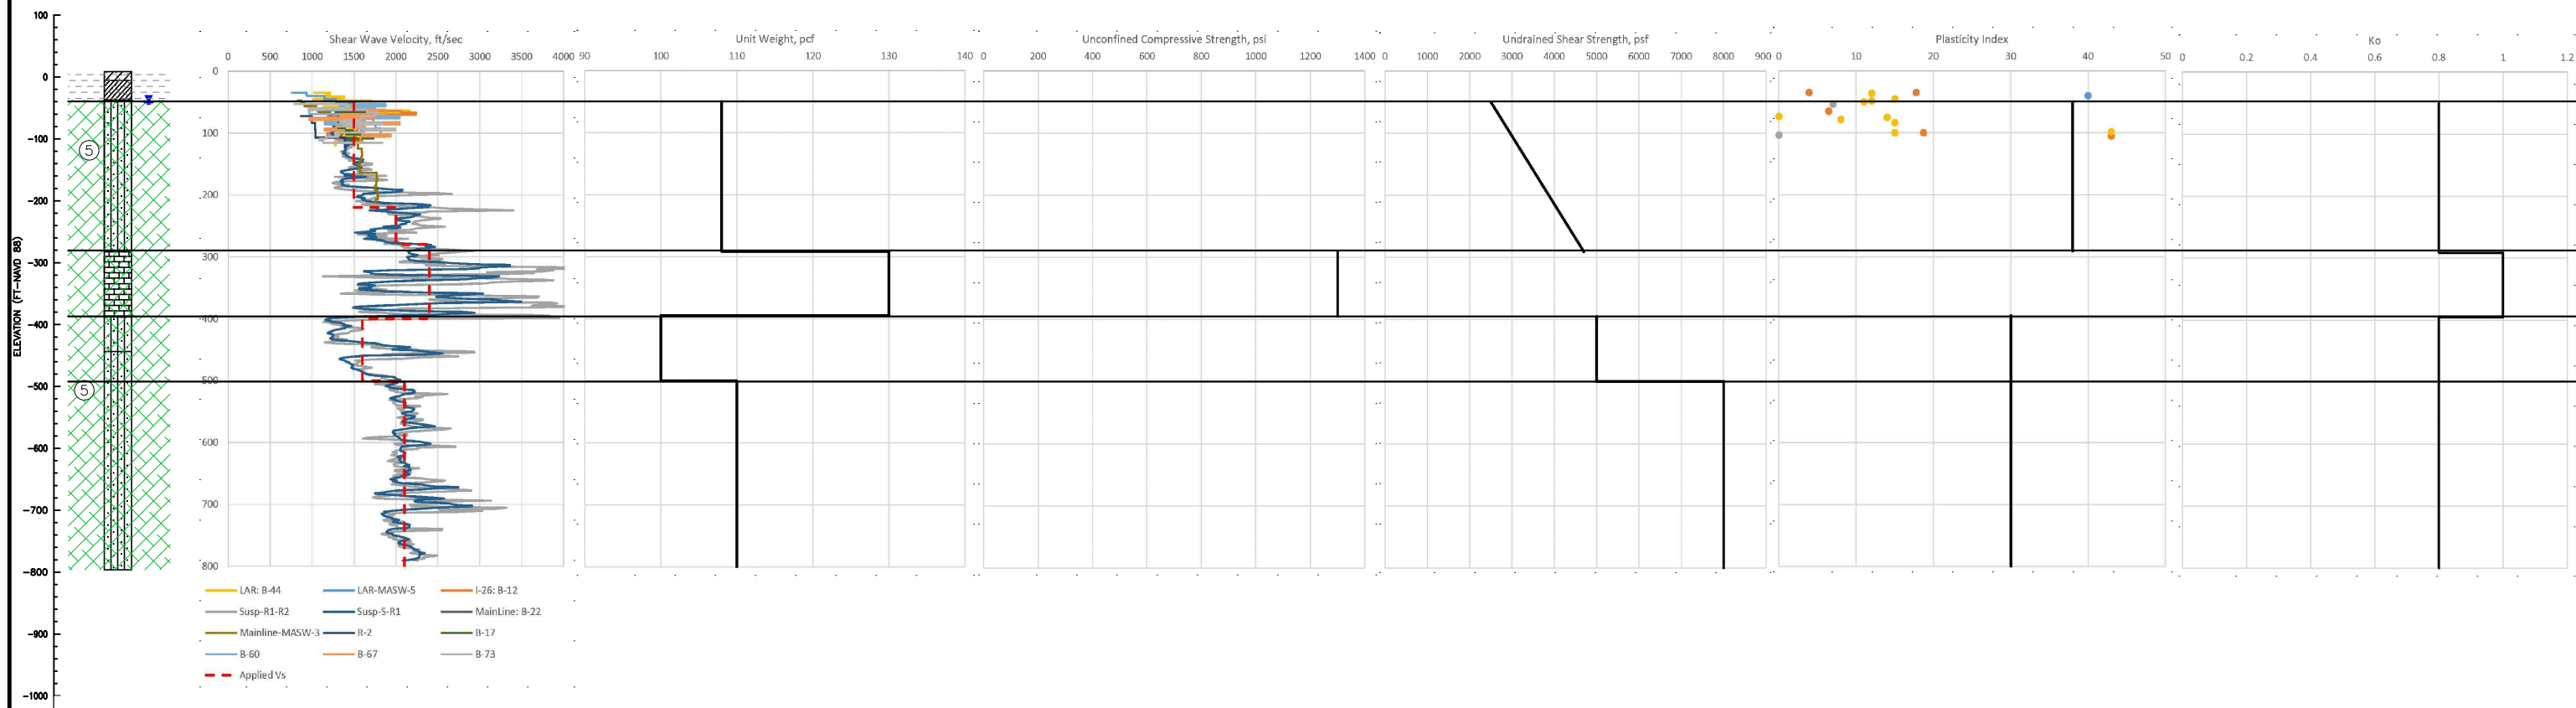 100
0
-100
-200
-300
-400
-500
-600
-700
-800
-900
-1000
ELEVATION (FT-NAVD 88)
5
5
Shear Wave Velocity, ft/sec
0 500 1000 1500 2000 2500 3000 3500 4000
0
100
200
300
400
500
600
700
800
LAR: B-44 LAR-MASW-5 I-26: B-12
Susp-R1-R2 Susp-S-R1 MainLine: B-22
Mainline-MASW-3 R-2 B-17
B-60 B-67 B-73
Applied Vs
Unit Weight, pcf
90 100 110 120 130 140
Unconfined Compressive Strength, psi
0 200 400 600 800 1000 1200 1400
Undrained Shear Strength, psf
0 1000 2000 3000 4000 5000 6000 7000 8000 900
Plasticity Index
0 10 20 30 40 50
Ko
0 0.2 0.4 0.6 0.8 1 1.2